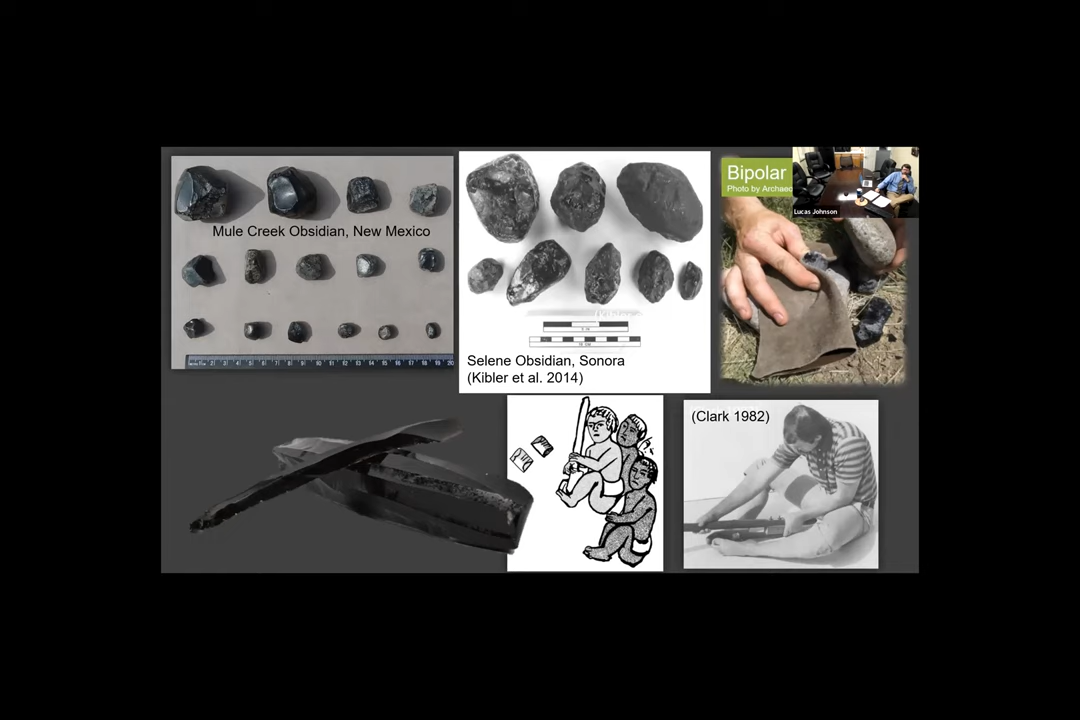 Mule Creek Obsidian, New Mexico
Selene Obsidian, Sonora
(Kibler et al. 2014)
Bipolar
Photo by Archaeo
Lucas Johnson
(Clark 1982)